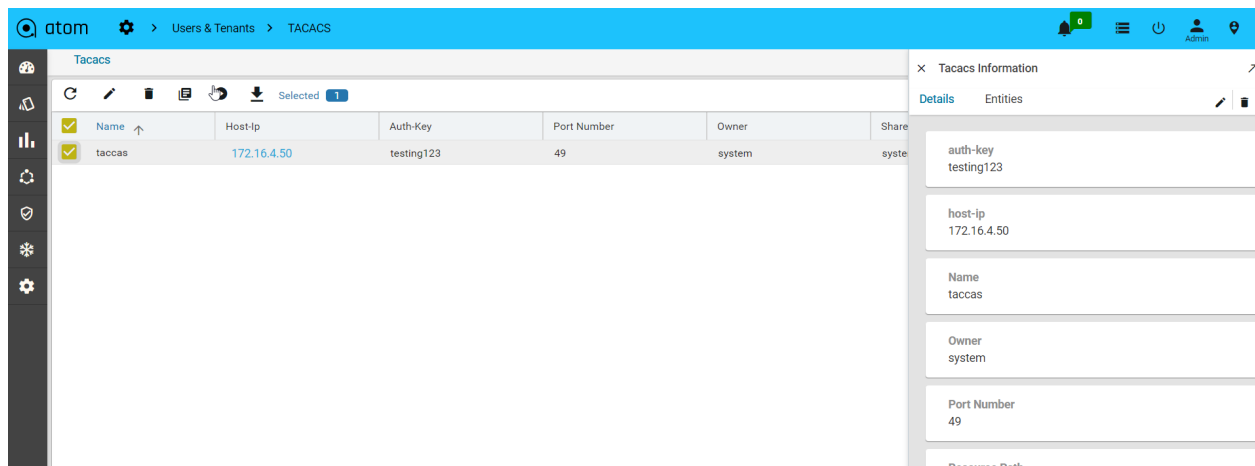 atom > Users & Tenants > TACACS 0 Admin
Tacacs
Selected 1
Name Host-Ip Auth-Key Port Number Owner Share
taccas 172.16.4.50 testing123 49 system syste
Tacacs Information
Details Entities
auth-key
testing123
host-ip
172.16.4.50
Name
taccas
Owner
system
Port Number
49